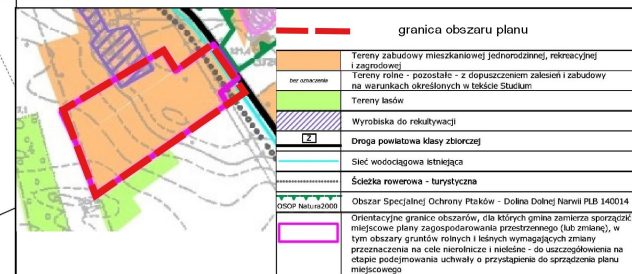 granica obszaru planu
Tereny zabudowy mieszkaniowej jednorodzinnej, rekreacyjnej
i zagrodowej
bez oznaczenia
Tereny rolne - pozostałe - z dopuszczeniem zalesień i zabudowy
na warunkach określonych w tekście Studium
Tereny lasów
Wyrobiska do rekultywacji
Z
Droga powiatowa klasy zbiorczej
Sieć wodociągowa istniejąca
Ścieżka rowerowa - turystyczna
OSOP Natura2000
Obszar Specjalnej Ochrony Ptaków - Dolina Dolnej Narwii PLB 140014
Orientacyjne granice obszarów, dla których gmina zamierza sporządzić
miejscowe plany zagospodarowania przestrzennego (lub zmianę), w
tym obszary gruntów rolnych i leśnych wymagających zmiany
przeznaczenia na cele nierolnicze i nieleśne - do uszczegółowienia na
etapie podejmowania uchwały o przystąpienia do sporządzenia planu
miejscowego